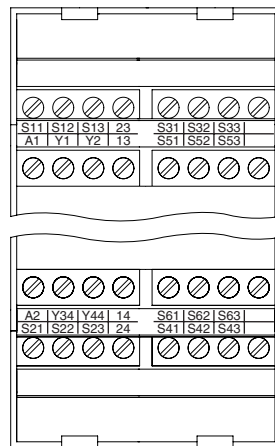 S11 S12 S13 23 S31 S32 S33
A1 Y1 Y2 13 S51 S52 S53
A2 Y34 Y44 14 S61 S62 S63
S21 S22 S23 24 S41 S42 S43